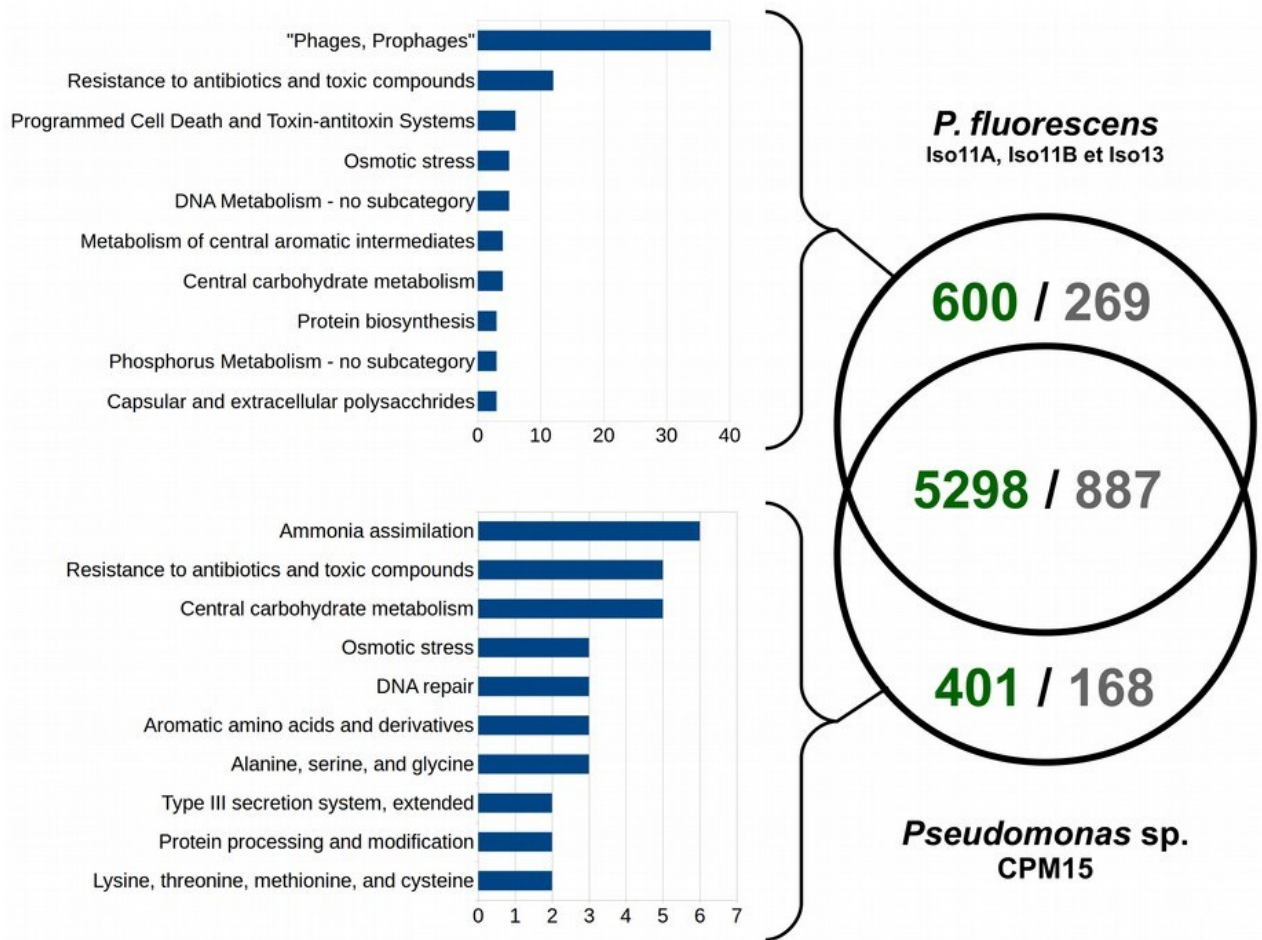 "Phages, Prophages"
Resistance to antibiotics and toxic compounds
Programmed Cell Death and Toxin-antitoxin Systems
Osmotic stress
DNA Metabolism - no subcategory
Metabolism of central aromatic intermediates
Central carbohydrate metabolism
Protein biosynthesis
Phosphorus Metabolism - no subcategory
Capsular and extracellular polysacchrides
0 10 20 30 40
P. fluorescens
Iso11A, Iso11B et Iso13
600 / 269
5298 / 887
401 / 168
Pseudomonas sp.
CPM15
Ammonia assimilation
Resistance to antibiotics and toxic compounds
Central carbohydrate metabolism
Osmotic stress
DNA repair
Aromatic amino acids and derivatives
Alanine, serine, and glycine
Type III secretion system, extended
Protein processing and modification
Lysine, threonine, methionine, and cysteine
0 1 2 3 4 5 6 7